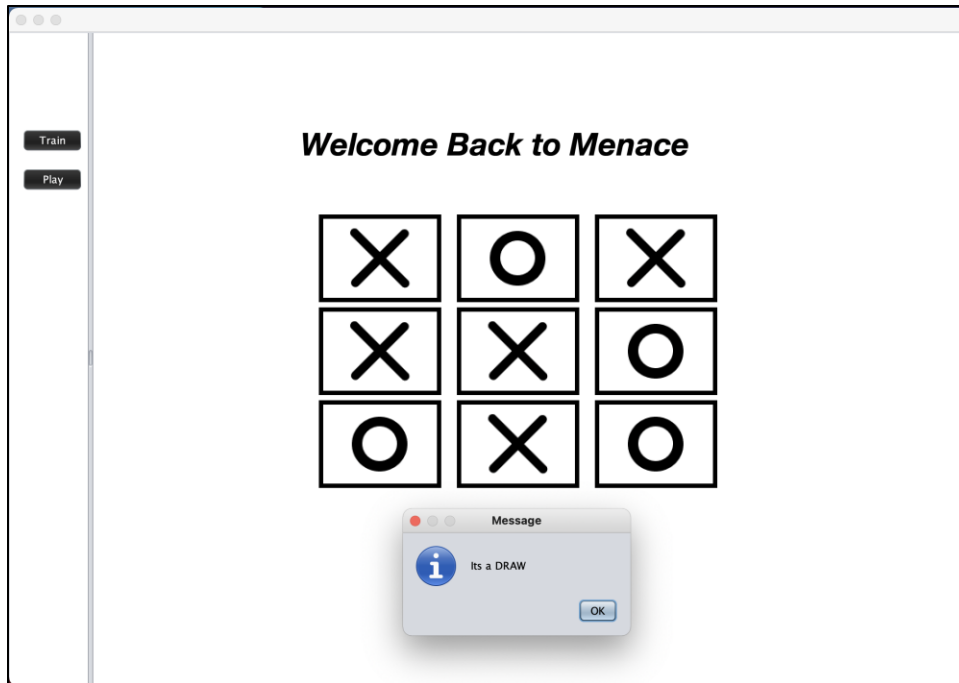 Train
Play
Welcome Back to Menace
X O X
X X O
O X O
Message
Its a DRAW
OK